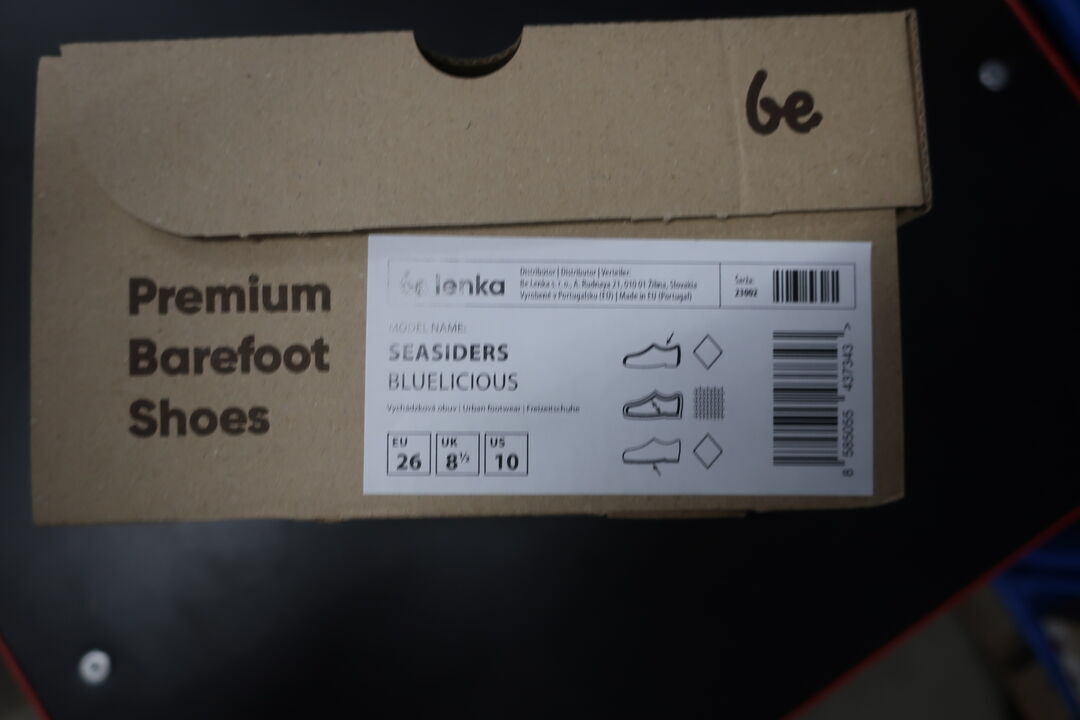 be
Premium
Barefoot
Shoes
be lenka
Distribútor | Distributor | Verteiler:
Be Lenka s. r. o., A. Rudnaya 21, 010 01 Žilina, Slovakia
Vyrobené v Portugalsku (EÚ) | Made in EU (Portugal)
Šarža:
23002
MODEL NAME:
SEASIDERS
BLUELICIOUS
Vychádzková obuv | Urban footwear | Freizeitschuhe
EU
26
UK
8½
US
10
8 585055 437343 >